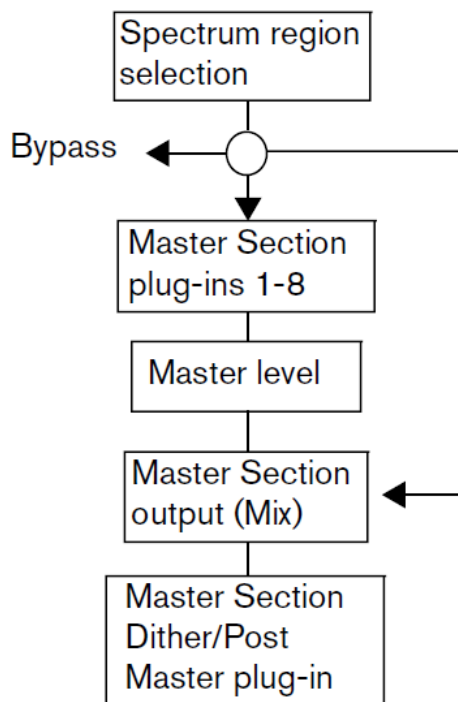 Spectrum region
selection
Bypass
Master Section
plug-ins 1-8
Master level
Master Section
output (Mix)
Master Section
Dither/Post
Master plug-in